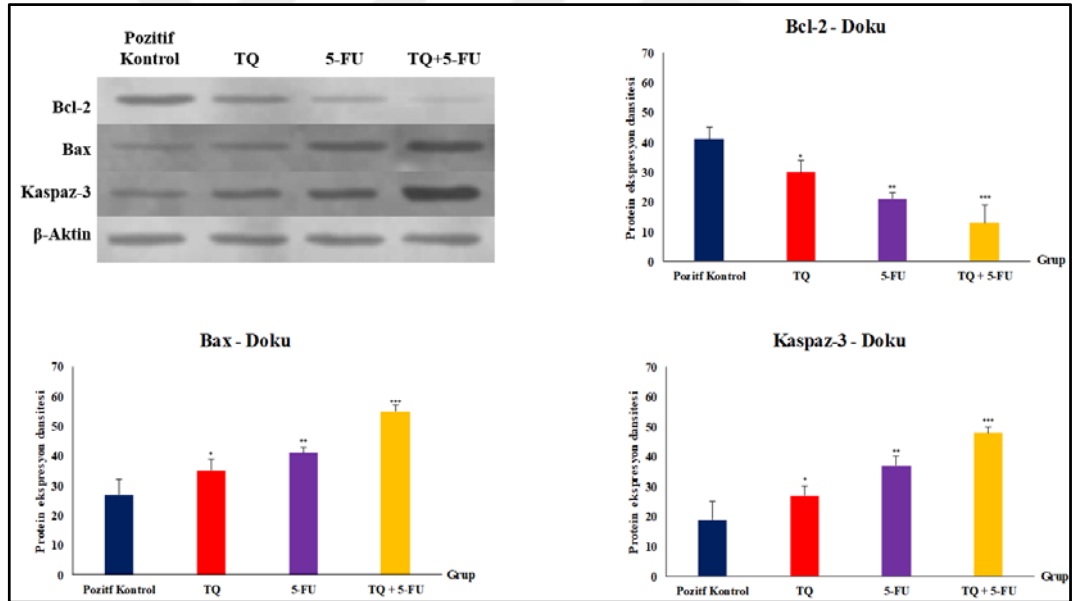 Pozitif
Kontrol TQ 5-FU TQ+5-FU
Bcl-2
Bax
Kaspaz-3
β-Aktin
Bcl-2 - Doku
Protein ekspresyon dansitesi
70
60
50
40
30
20
10
0
*
**
***
Pozitif Kontrol TQ 5-FU TQ + 5-FU
Grup
Bax - Doku
Protein ekspresyon dansitesi
70
60
50
40
30
20
10
0
*
**
***
Pozitf Kontrol TQ 5-FU TQ + 5-FU
Grup
Kaspaz-3 - Doku
Protein ekspresyon dansitesi
70
60
50
40
30
20
10
0
*
**
***
Pozitf Kontrol TQ 5-FU TQ + 5-FU
Grup